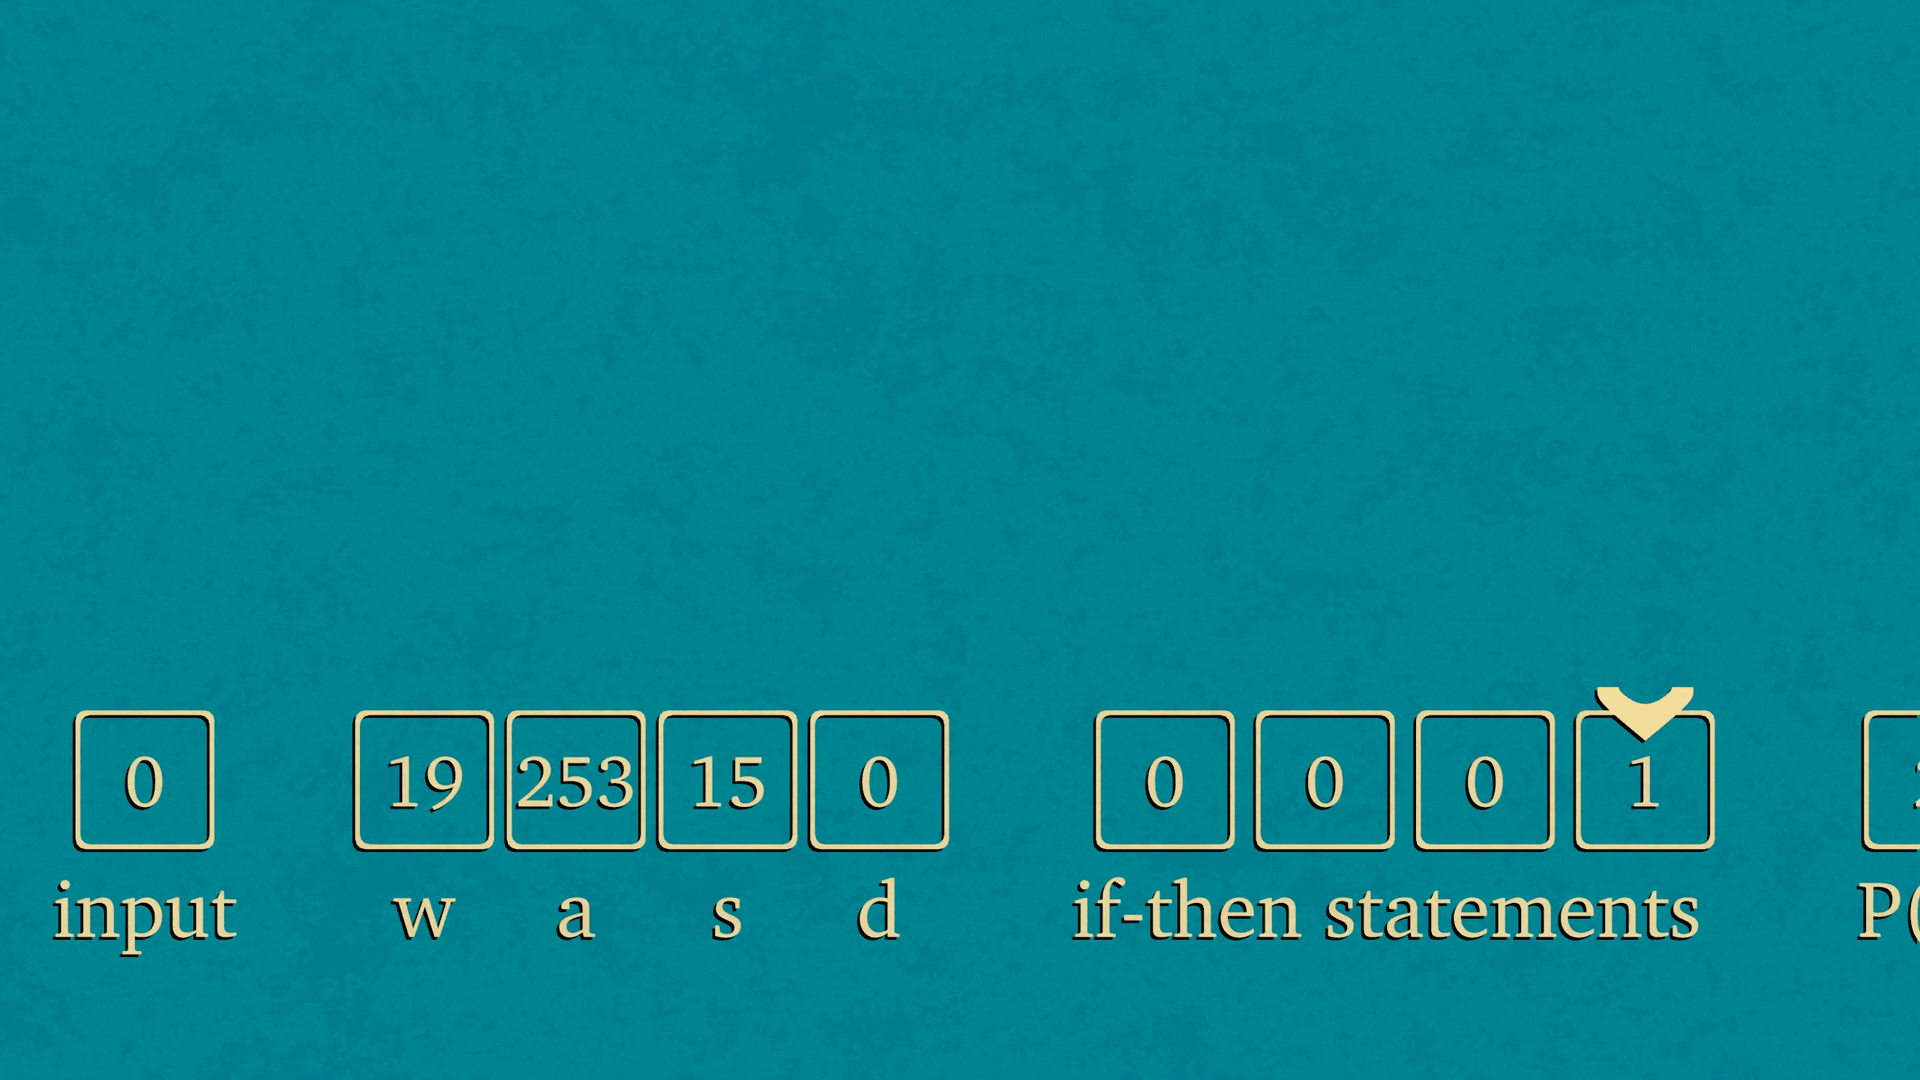 0 19 253 15 0 0 0 0 1
input w a s d if-then statements P(